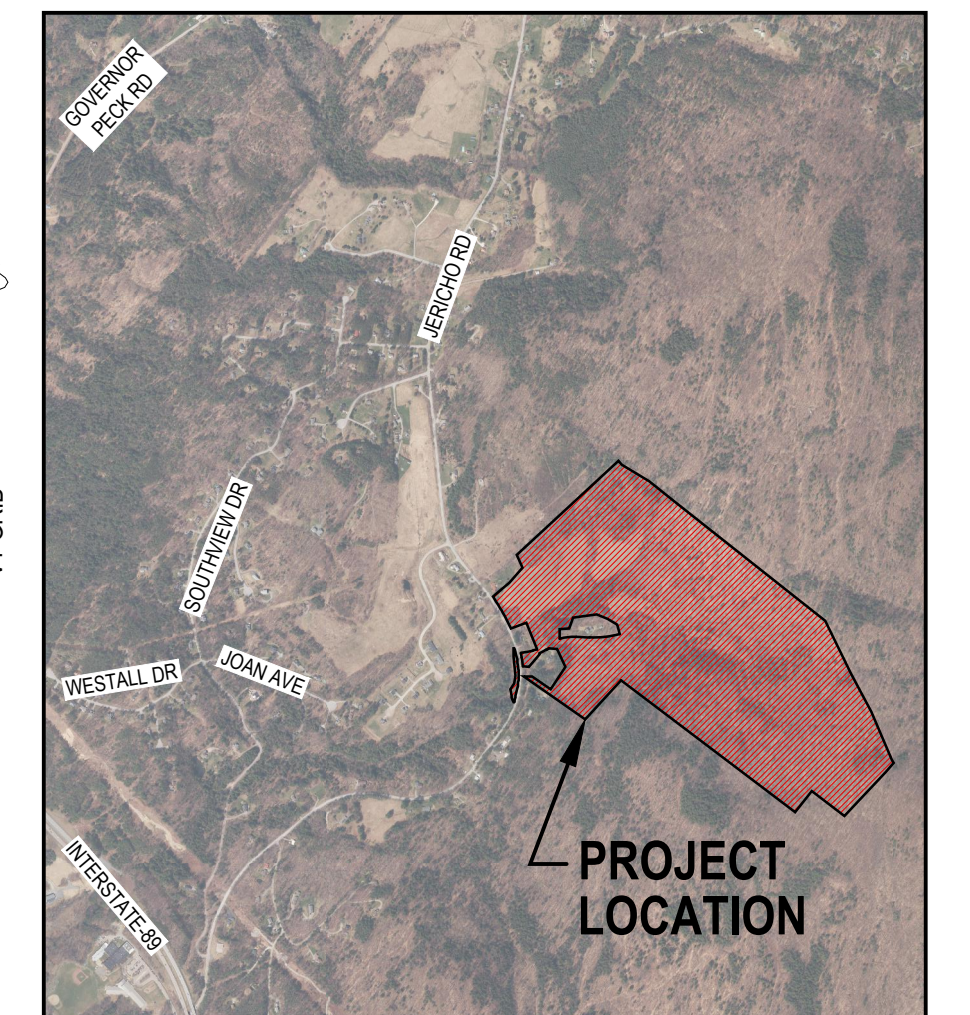 GOVERNOR
PECK RD
JERICHO RD
SOUTHVIEW DR
WESTALL DR
JOAN AVE
INTERSTATE-89
PROJECT
LOCATION